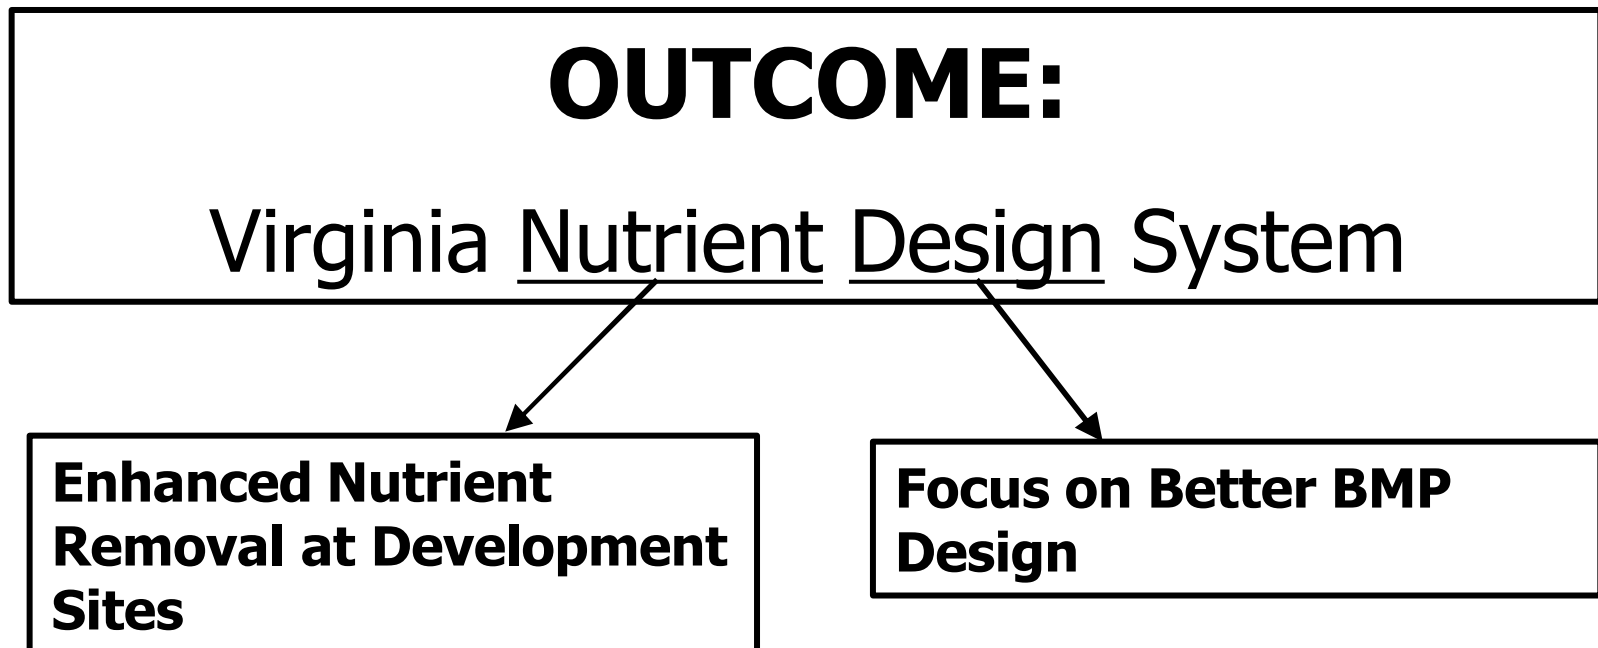 OUTCOME:
Virginia Nutrient Design System
Enhanced Nutrient
Removal at Development
Sites
Focus on Better BMP
Design